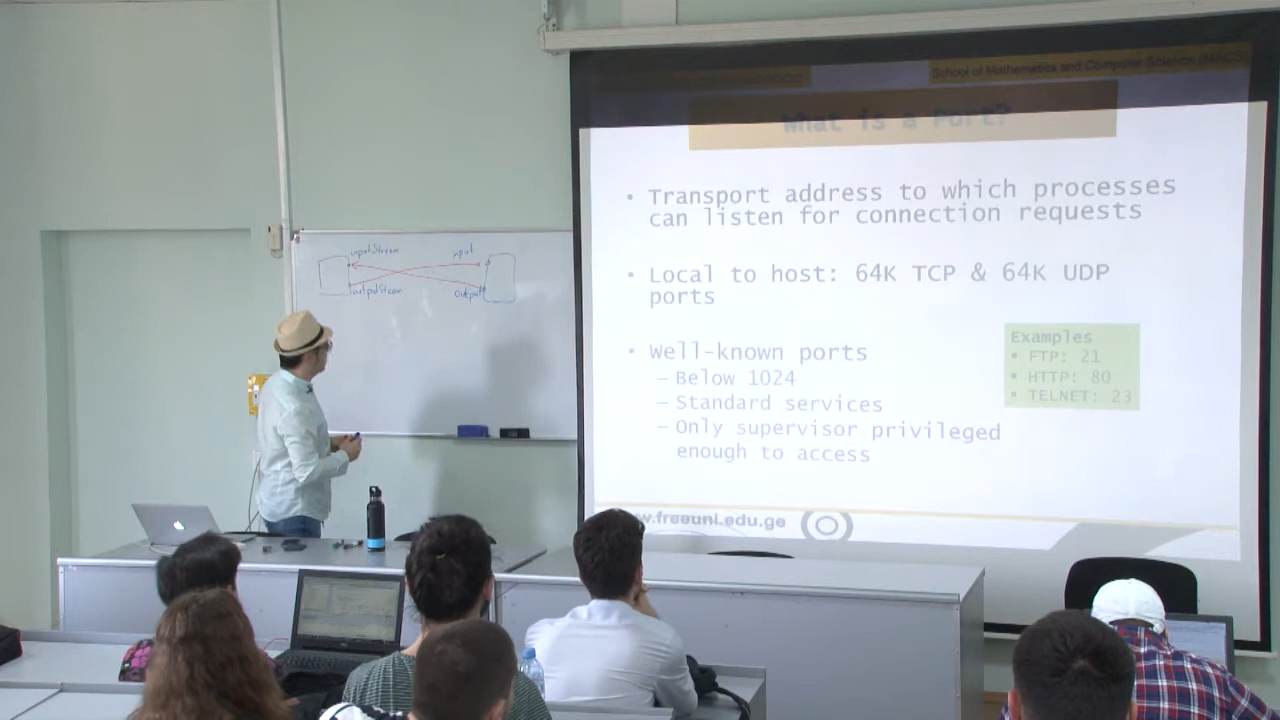 School of Mathematics and Computer Science (MACS)
What is a Port?
• Transport address to which processes
can listen for connection requests
• Local to host: 64K TCP & 64K UDP
ports
• Well-known ports
– Below 1024
– Standard services
– Only supervisor privileged
enough to access
Examples
▪ FTP: 21
▪ HTTP: 80
▪ TELNET: 23
www.freeuni.edu.ge
inputStream
input
outputStream
output